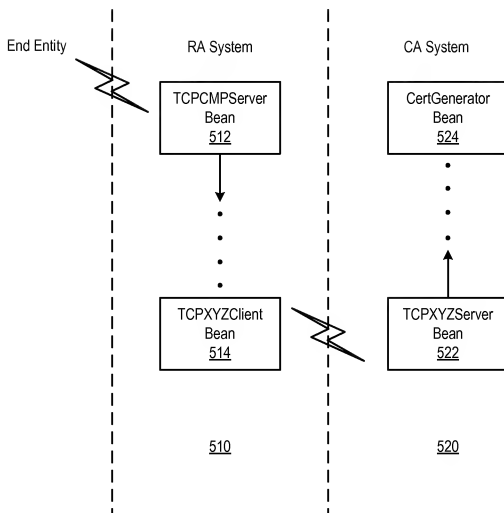 End Entity
RA System
CA System
TCPCMPServer
Bean
512
CertGenerator
Bean
524
TCPXYZClient
Bean
514
TCPXYZServer
Bean
522
510
520